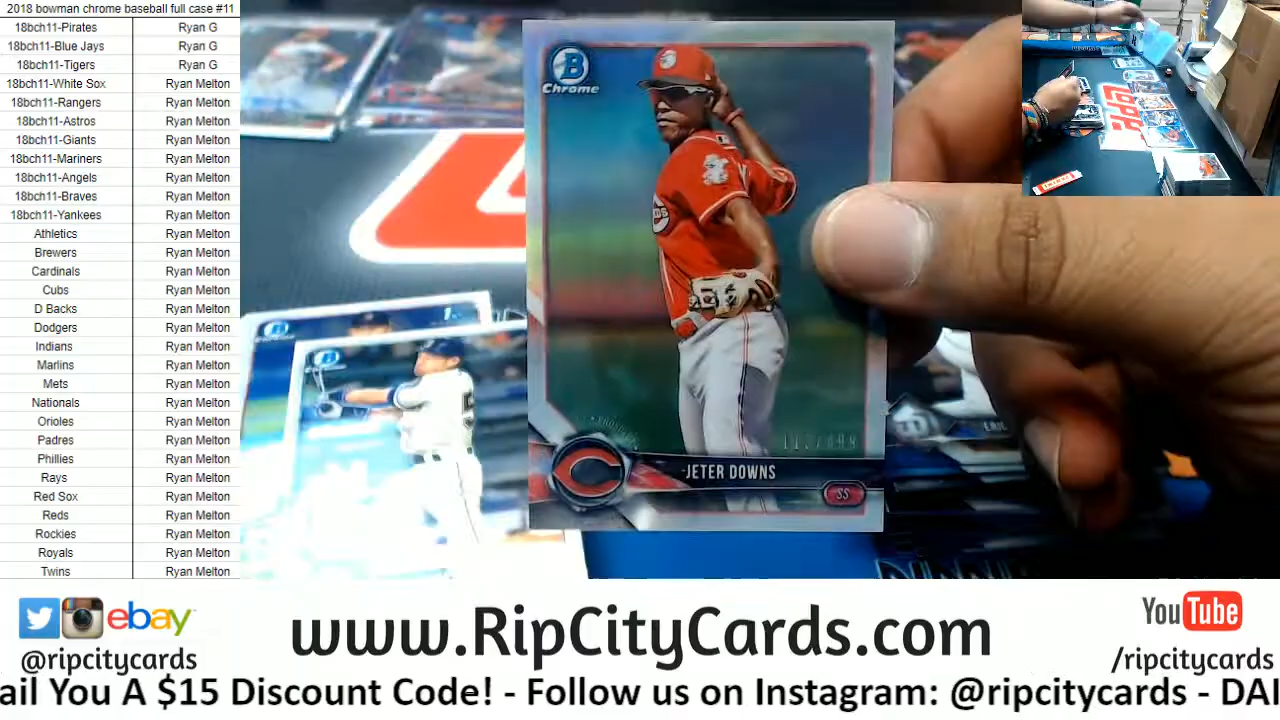 2018 bowman chrome baseball full case #11
18bch11-Pirates Ryan G
18bch11-Blue Jays Ryan G
18bch11-Tigers Ryan G
18bch11-White Sox Ryan Melton
18bch11-Rangers Ryan Melton
18bch11-Astros Ryan Melton
18bch11-Giants Ryan Melton
18bch11-Mariners Ryan Melton
18bch11-Angels Ryan Melton
18bch11-Braves Ryan Melton
18bch11-Yankees Ryan Melton
Athletics Ryan Melton
Brewers Ryan Melton
Cardinals Ryan Melton
Cubs Ryan Melton
D Backs Ryan Melton
Dodgers Ryan Melton
Indians Ryan Melton
Marlins Ryan Melton
Mets Ryan Melton
Nationals Ryan Melton
Orioles Ryan Melton
Padres Ryan Melton
Phillies Ryan Melton
Rays Ryan Melton
Red Sox Ryan Melton
Reds Ryan Melton
Rockies Ryan Melton
Royals Ryan Melton
Twins Ryan Melton
B
Chrome
JETER DOWNS
SS
ERIC
ebay
@ripcitycards
www.RipCityCards.com
YouTube
/ripcitycards
ail You A $15 Discount Code! - Follow us on Instagram: @ripcitycards - DAI